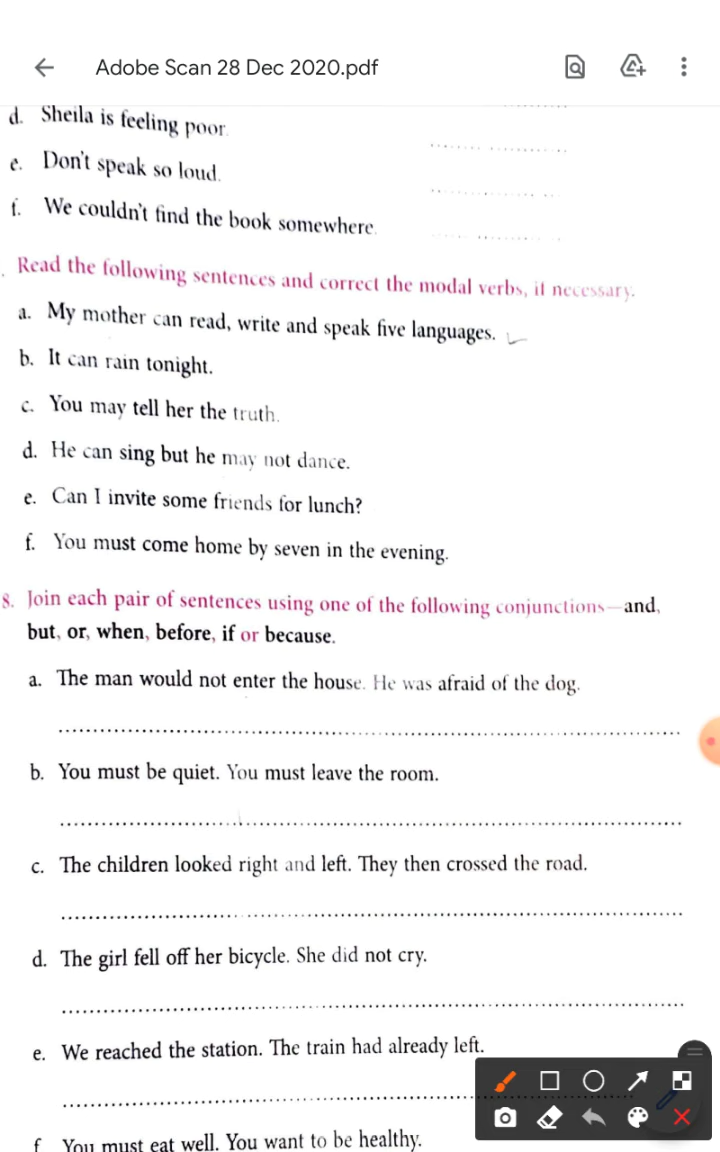 Adobe Scan 28 Dec 2020.pdf
d. Sheila is feeling poor.
e. Don't speak so loud.
f. We couldn't find the book somewhere.
. Read the following sentences and correct the modal verbs, if necessary.
a. My mother can read, write and speak five languages.
b. It can rain tonight.
c. You may tell her the truth.
d. He can sing but he may not dance.
e. Can I invite some friends for lunch?
f. You must come home by seven in the evening.
8. Join each pair of sentences using one of the following conjunctions—and,
but, or, when, before, if or because.
a. The man would not enter the house. He was afraid of the dog.
b. You must be quiet. You must leave the room.
c. The children looked right and left. They then crossed the road.
d. The girl fell off her bicycle. She did not cry.
e. We reached the station. The train had already left.
f You must eat well. You want to be healthy.